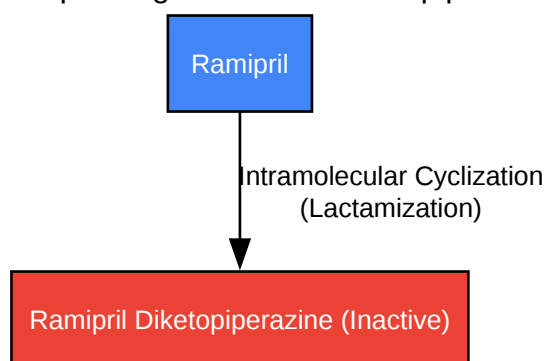 Ramipril
Intramolecular Cyclization
(Lactamization)
Ramipril Diketopiperazine (Inactive)